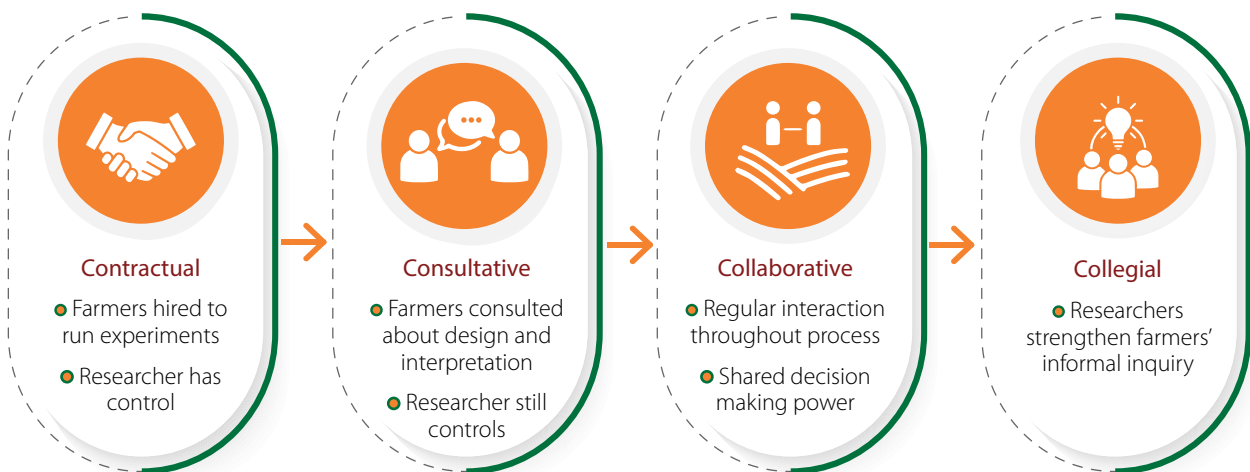 Contractual
Farmers hired to
run experiments
Researcher has
control
Consultative
Farmers consulted
about design and
interpretation
Researcher still
controls
Collaborative
Regular interaction
throughout process
Shared decision
making power
Collegial
Researchers
strengthen farmers’
informal inquiry